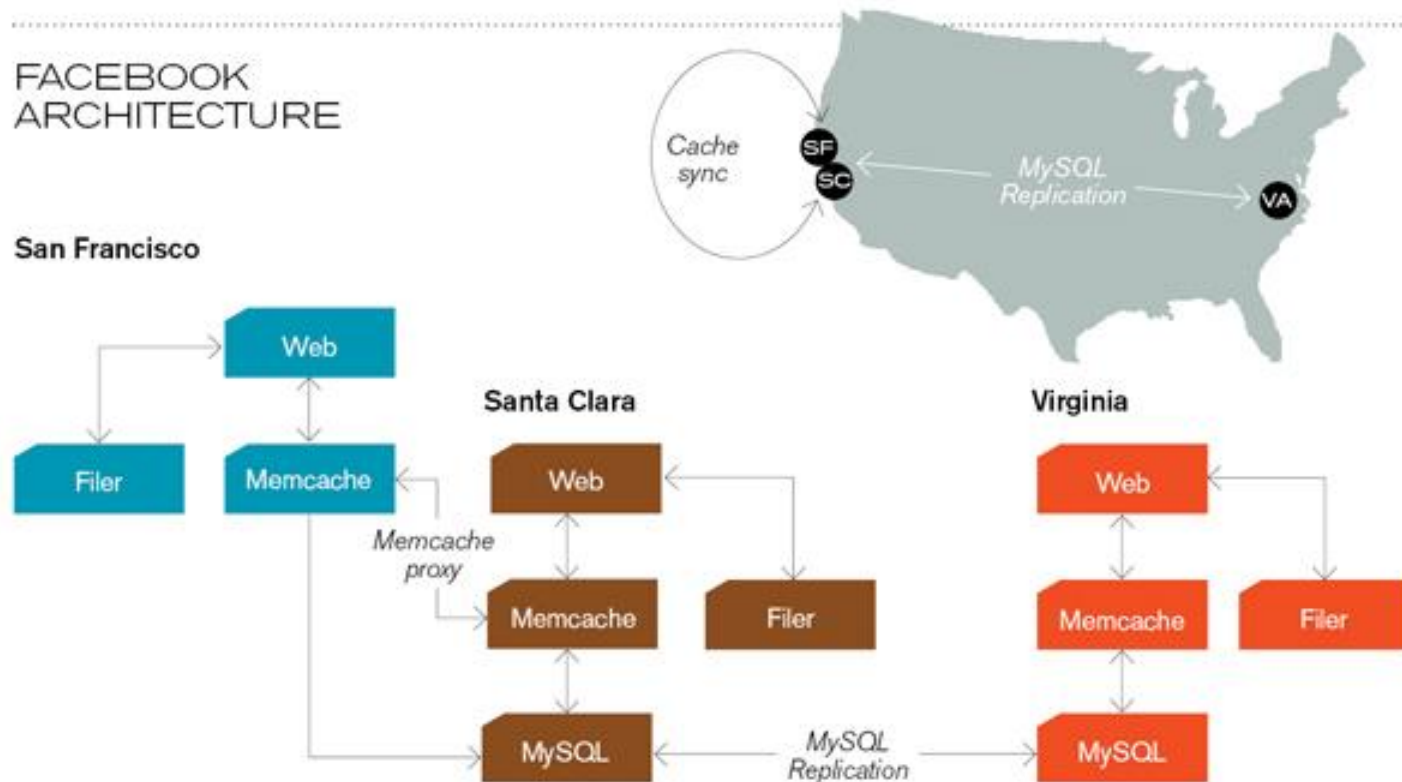 FACEBOOK
ARCHITECTURE
Cache
sync
SF
SC
MySQL
Replication
VA
San Francisco
Web
Filer
Memcache
Memcache
proxy
Santa Clara
Web
Memcache
Filer
MySQL
MySQL
Replication
Virginia
Web
Memcache
Filer
MySQL